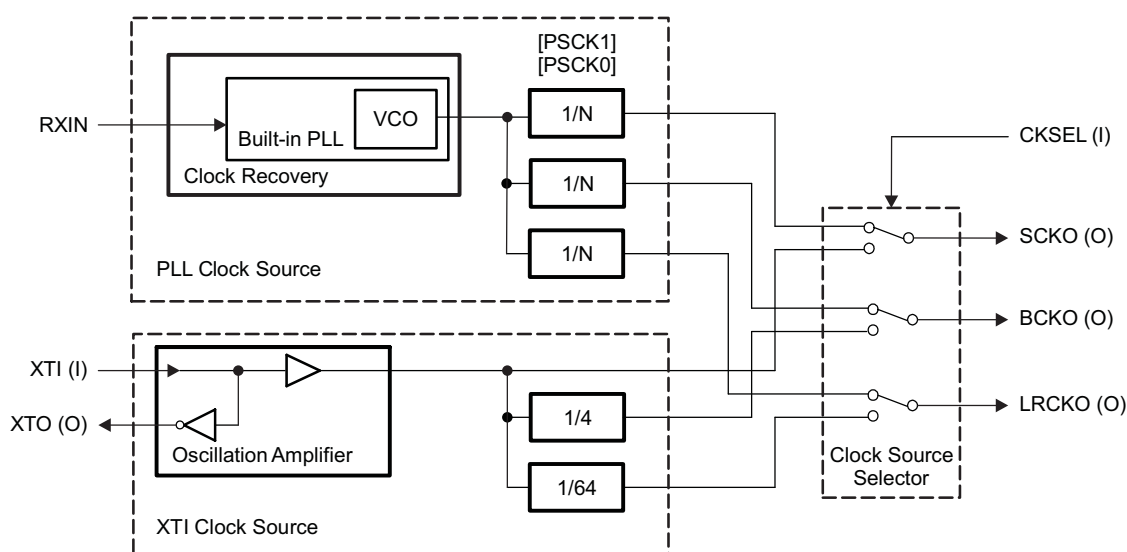 [PSCK1]
[PSCK0]
RXIN
VCO
Built-in PLL
Clock Recovery
1/N
1/N
1/N
PLL Clock Source
CKSEL (I)
SCKO (O)
BCKO (O)
LRCKO (O)
Clock Source
Selector
XTI (I)
XTO (O)
Oscillation Amplifier
1/4
1/64
XTI Clock Source